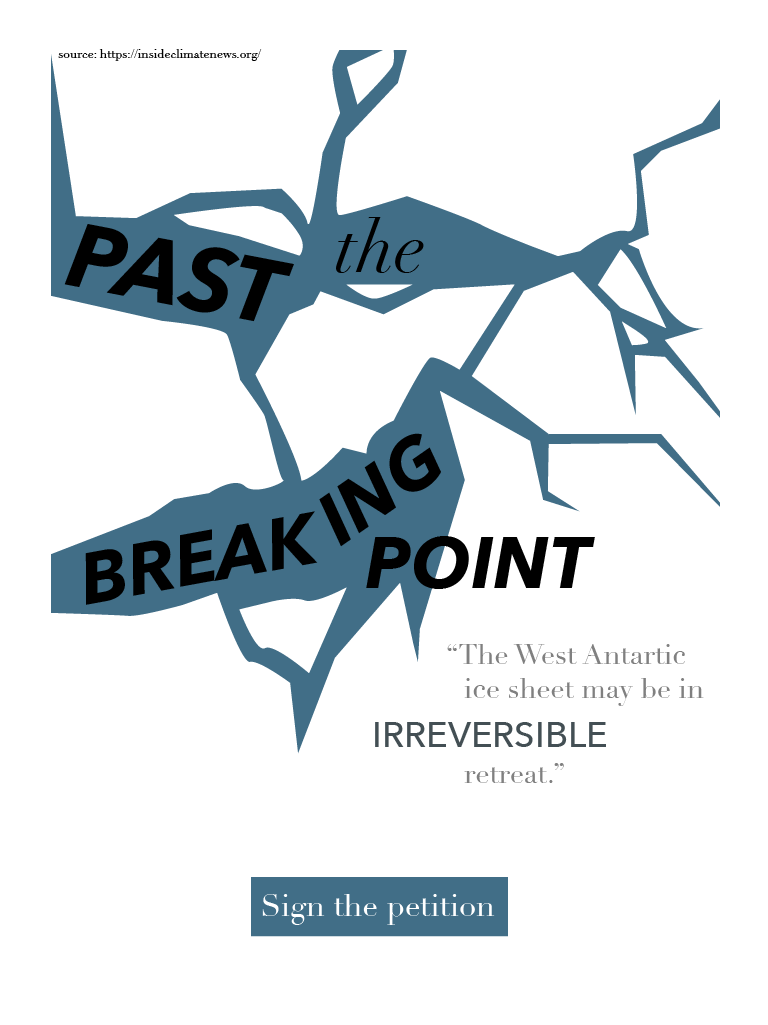 source: https://insideclimatenews.org/
PAST the
BREAKING
POINT
“The West Antartic
ice sheet may be in
IRREVERSIBLE
retreat.”
Sign the petition